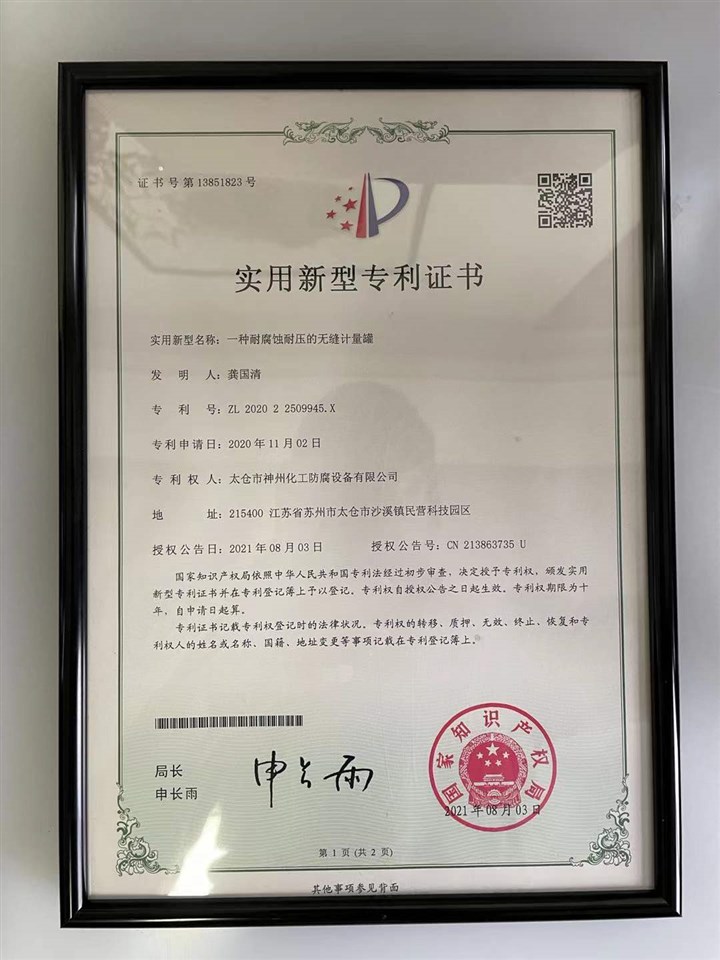 证书号第13851823号
实用新型专利证书
实用新型名称：一种耐腐蚀耐压的无缝计量罐
发 明 人：龚国清
专 利 号：ZL 2020 2 2509945.X
专利申请日：2020年11月02日
专 利 权 人：太仓市神州化工防腐设备有限公司
地 址：215400 江苏省苏州市太仓市沙溪镇民营科技园区
授权公告日：2021年08月03日 授权公告号：CN 213863735 U
国家知识产权局依照中华人民共和国专利法经过初步审查，决定授予专利权，颁发实用
新型专利证书并在专利登记簿上予以登记。专利权自授权公告之日起生效。专利权期限为十
年，自申请日起算。
专利证书记载专利权登记时的法律状况。专利权的转移、质押、无效、终止、恢复和专
利权人的姓名或名称、国籍、地址变更等事项记载在专利登记簿上。
局长
申长雨
申长雨
国家知识产权局
2021年08月03日
第 1 页 (共 2 页)
其他事项参见背面